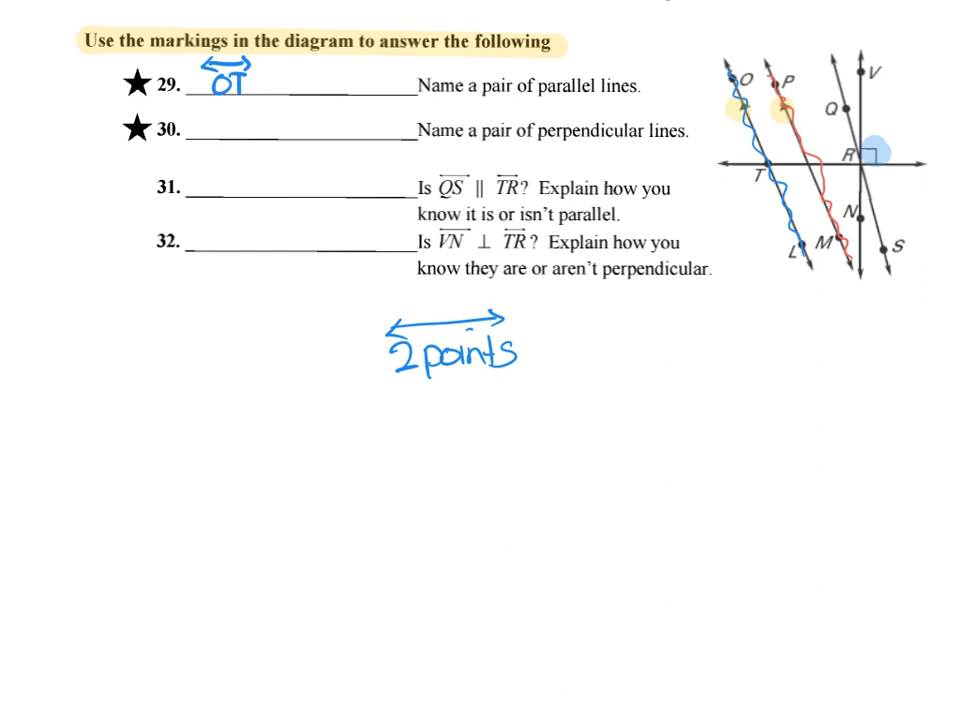 Use the markings in the diagram to answer the following
29. OT Name a pair of parallel lines.
30. Name a pair of perpendicular lines.
31. Is QS || TR? Explain how you
know it is or isn't parallel.
32. Is VN ⊥ TR? Explain how you
know they are or aren't perpendicular.
2 points
O
P
V
Q
R
T
N
L
M
S